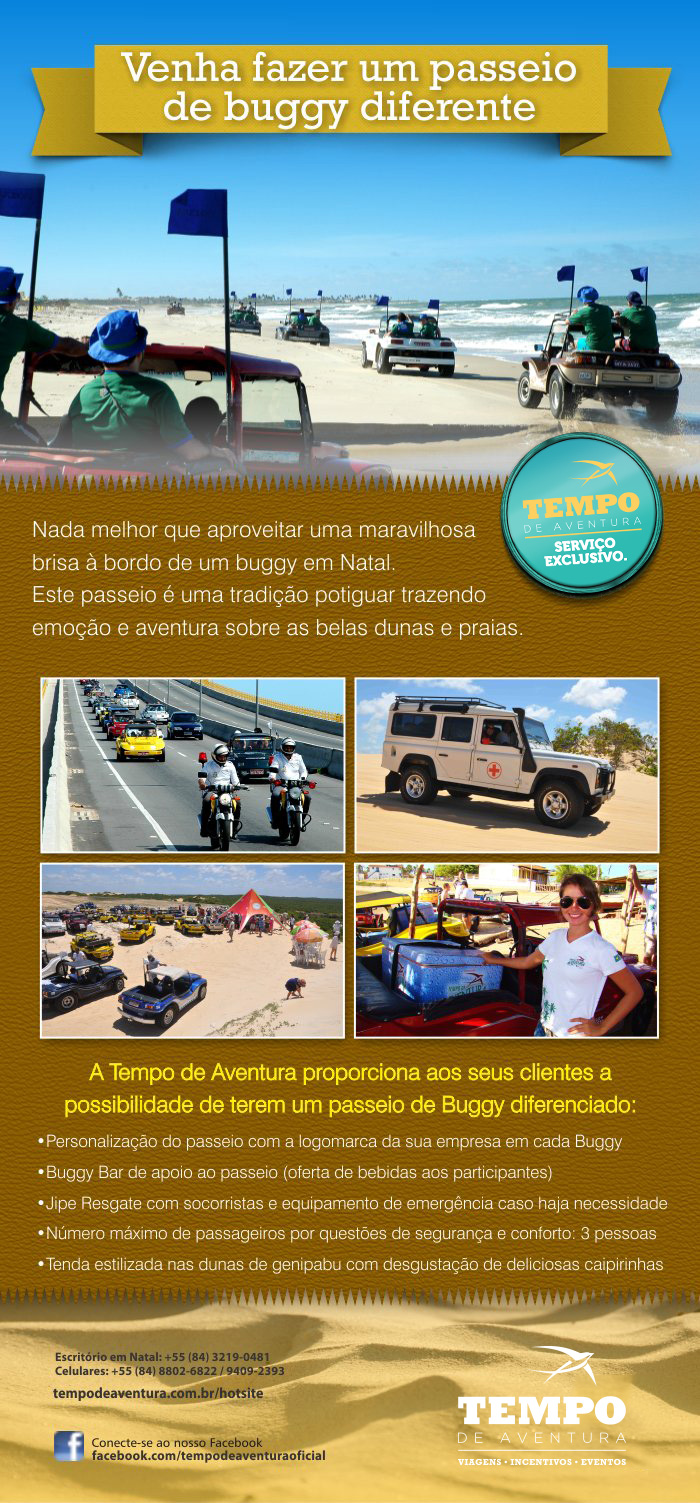 Venha fazer um passeio
de buggy diferente
TEMPO
DE AVENTURA
SERVIÇO
EXCLUSIVO.
Nada melhor que aproveitar uma maravilhosa
brisa à bordo de um buggy em Natal.
Este passeio é uma tradição potiguar trazendo
emoção e aventura sobre as belas dunas e praias.
A Tempo de Aventura proporciona aos seus clientes a
possibilidade de terem um passeio de Buggy diferenciado:
•Personalização do passeio com a logomarca da sua empresa em cada Buggy
•Buggy Bar de apoio ao passeio (oferta de bebidas aos participantes)
•Jipe Resgate com socorristas e equipamento de emergência caso haja necessidade
•Número máximo de passageiros por questões de segurança e conforto: 3 pessoas
•Tenda estilizada nas dunas de genipabu com desgustação de deliciosas caipirinhas
Escritório em Natal: +55 (84) 3219-0481
Celulares: +55 (84) 8802-6822 / 9409-2393
tempodeaventura.com.br/hotsite
f
Conecte-se ao nosso Facebook
facebook.com/tempodeaventuraoficial
TEMPO
DE AVENTURA
VIAGENS • INCENTIVOS • EVENTOS